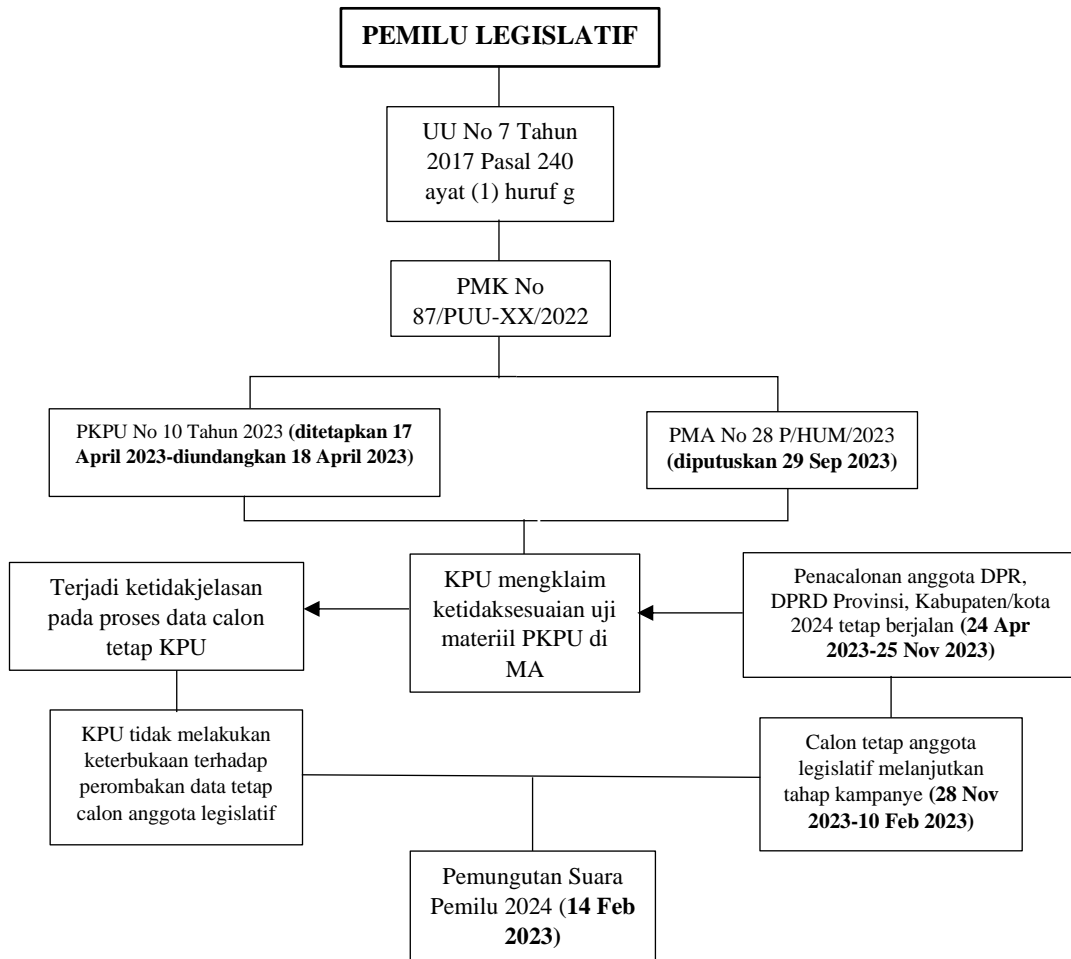 PEMILU LEGISLATIF
UU No 7 Tahun
2017 Pasal 240
ayat (1) huruf g
PMK No
87/PUU-XX/2022
PKPU No 10 Tahun 2023 (ditetapkan 17
April 2023-diundangkan 18 April 2023)
PMA No 28 P/HUM/2023
(diputuskan 29 Sep 2023)
Terjadi ketidakjelasan
pada proses data calon
tetap KPU
KPU mengklaim
ketidaksesuaian uji
materiil PKPU di
MA
Penacalonan anggota DPR,
DPRD Provinsi, Kabupaten/kota
2024 tetap berjalan (24 Apr
2023-25 Nov 2023)
KPU tidak melakukan
keterbukaan terhadap
perombakan data tetap
calon anggota legislatif
Calon tetap anggota
legislatif melanjutkan
tahap kampanye (28 Nov
2023-10 Feb 2023)
Pemungutan Suara
Pemilu 2024 (14 Feb
2023)